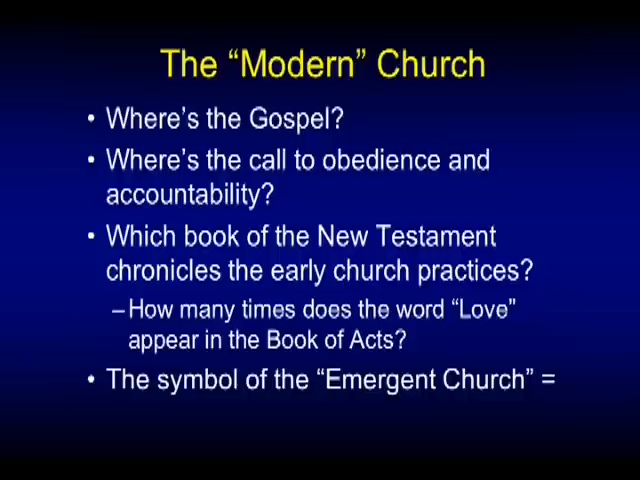 The “Modern” Church
• Where’s the Gospel?
• Where’s the call to obedience and
accountability?
• Which book of the New Testament
chronicles the early church practices?
– How many times does the word “Love”
appear in the Book of Acts?
• The symbol of the “Emergent Church” =